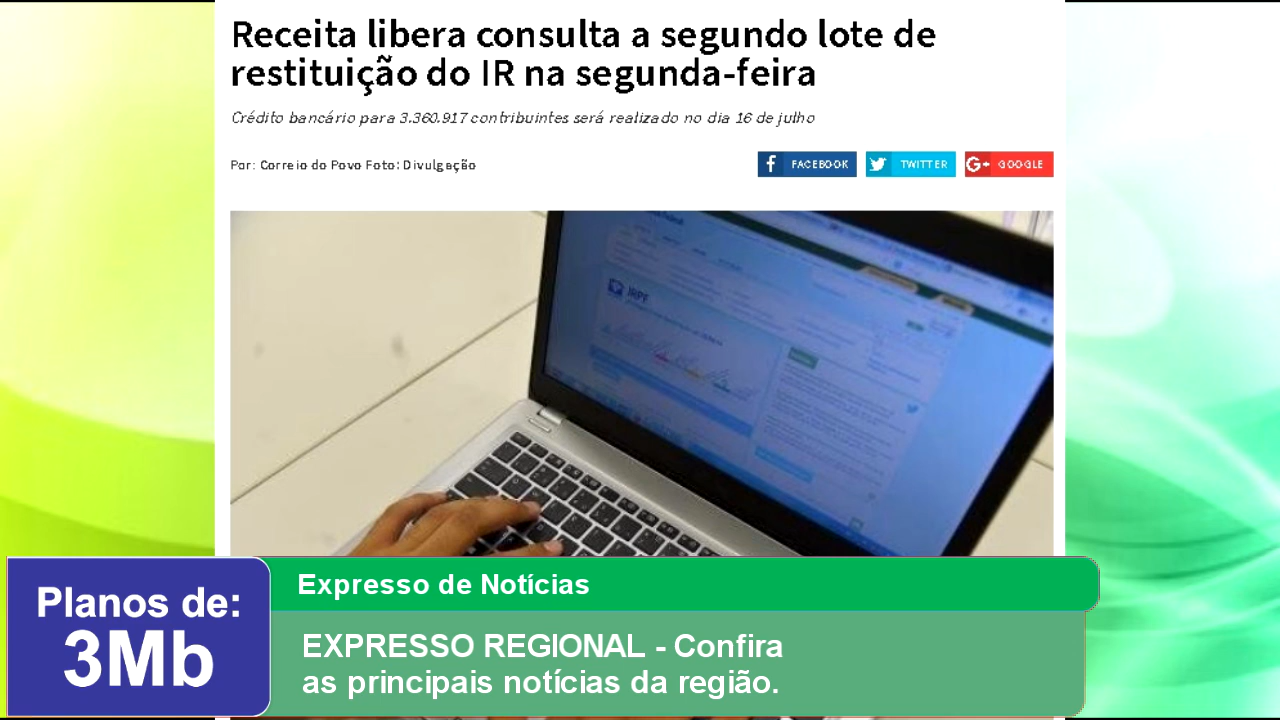 Receita libera consulta a segundo lote de
restituição do IR na segunda-feira
Crédito bancário para 3.360.917 contribuintes será realizado no dia 16 de julho
Por: Correio do Povo Foto: Divulgação
FACEBOOK
TWITTER
G+ GOOGLE
IRPF
Planos de:
3Mb
Expresso de Notícias
EXPRESSO REGIONAL - Confira
as principais notícias da região.